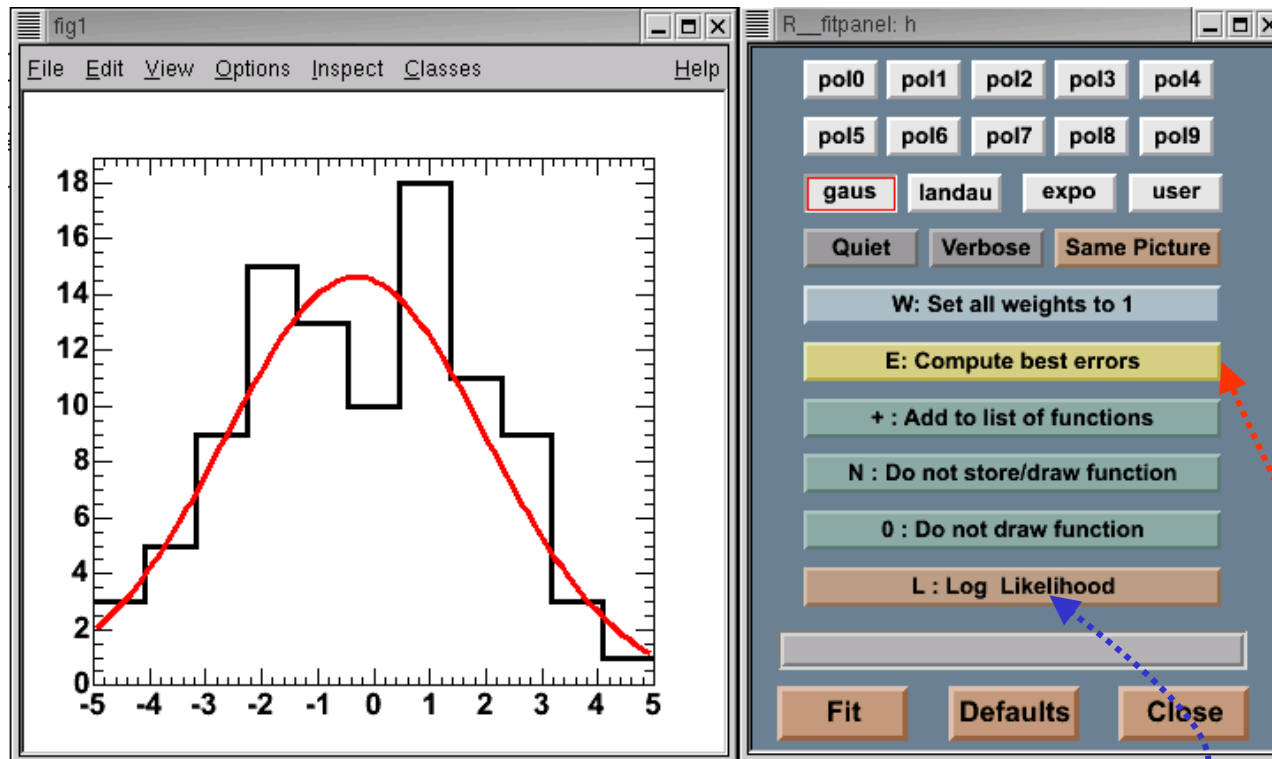 fig1
File Edit View Options Inspect Classes Help
18
16
14
12
10
8
6
4
2
0
-5 -4 -3 -2 -1 0 1 2 3 4 5
R__fitpanel: h
pol0 pol1 pol2 pol3 pol4
pol5 pol6 pol7 pol8 pol9
gaus landau expo user
Quiet Verbose Same Picture
W: Set all weights to 1
E: Compute best errors
+ : Add to list of functions
N : Do not store/draw function
0 : Do not draw function
L : Log Likelihood
Fit Defaults Close